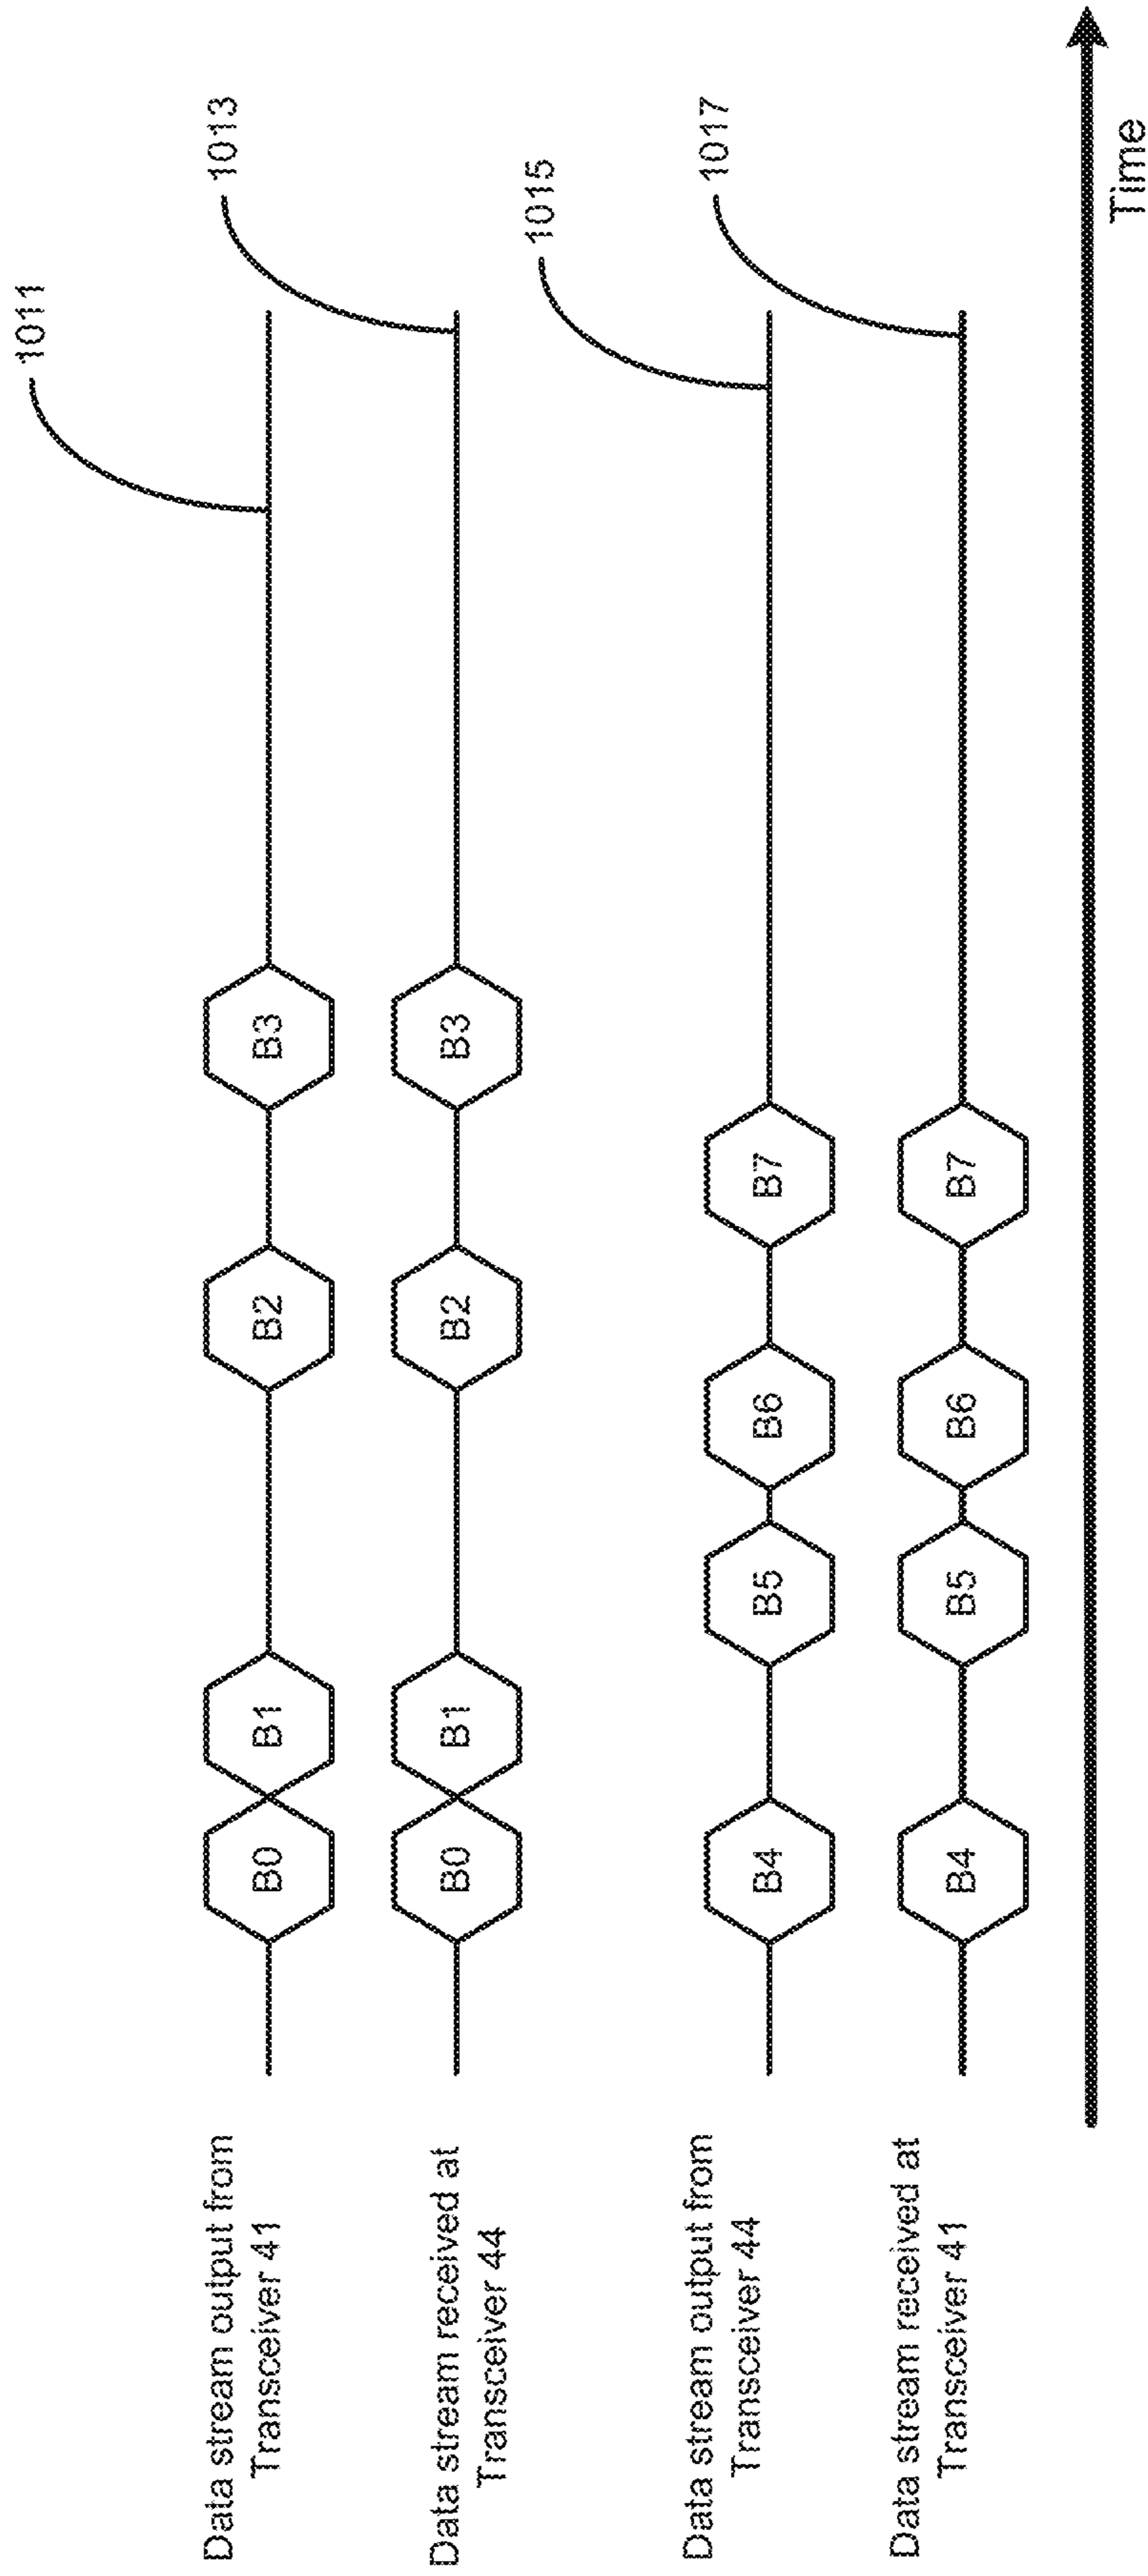 1011
1013
Data stream output from
Transceiver 41
B0
B1
B2
B3
Data stream received at
Transceiver 44
B0
B1
B2
B3
1015
1017
Data stream output from
Transceiver 44
B4
B5
B6
B7
Data stream received at
Transceiver 41
B4
B5
B6
B7
Time